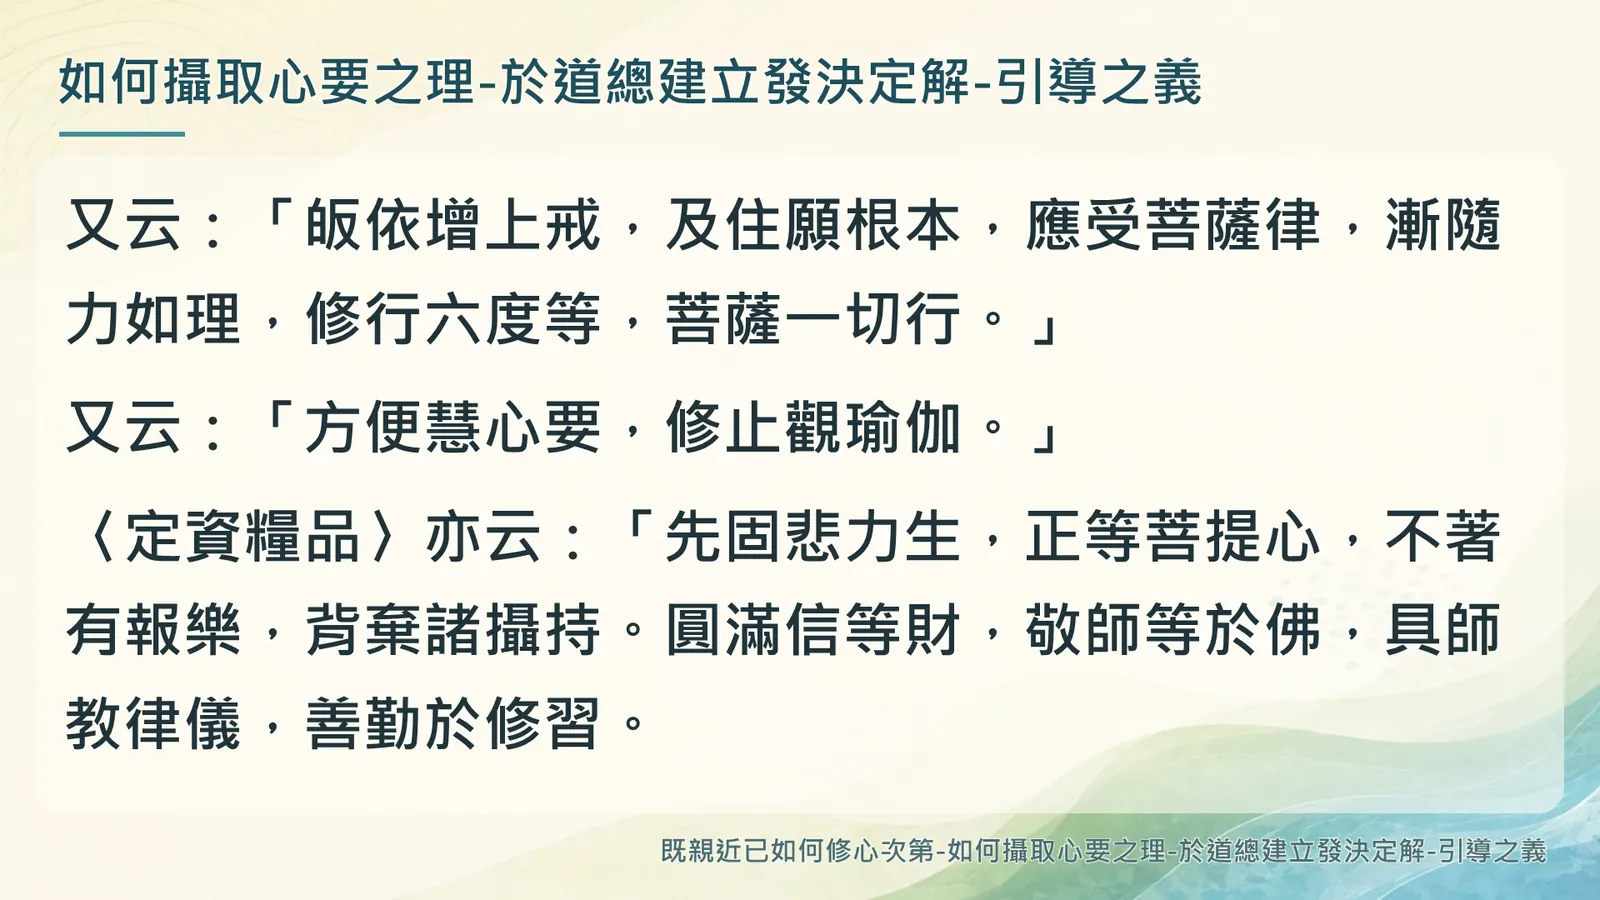 如何攝取心要之理-於道總建立發決定解-引導之義
又云：「皈依增上戒，及住願根本，應受菩薩律，漸隨
力如理，修行六度等，菩薩一切行。」
又云：「方便慧心要，修止觀瑜伽。」
〈定資糧品〉亦云：「先固悲力生，正等菩提心，不著
有報樂，背棄諸攝持。圓滿信等財，敬師等於佛，具師
教律儀，善勤於修習。
既親近已如何修心次第-如何攝取心要之理-於道總建立發決定解-引導之義